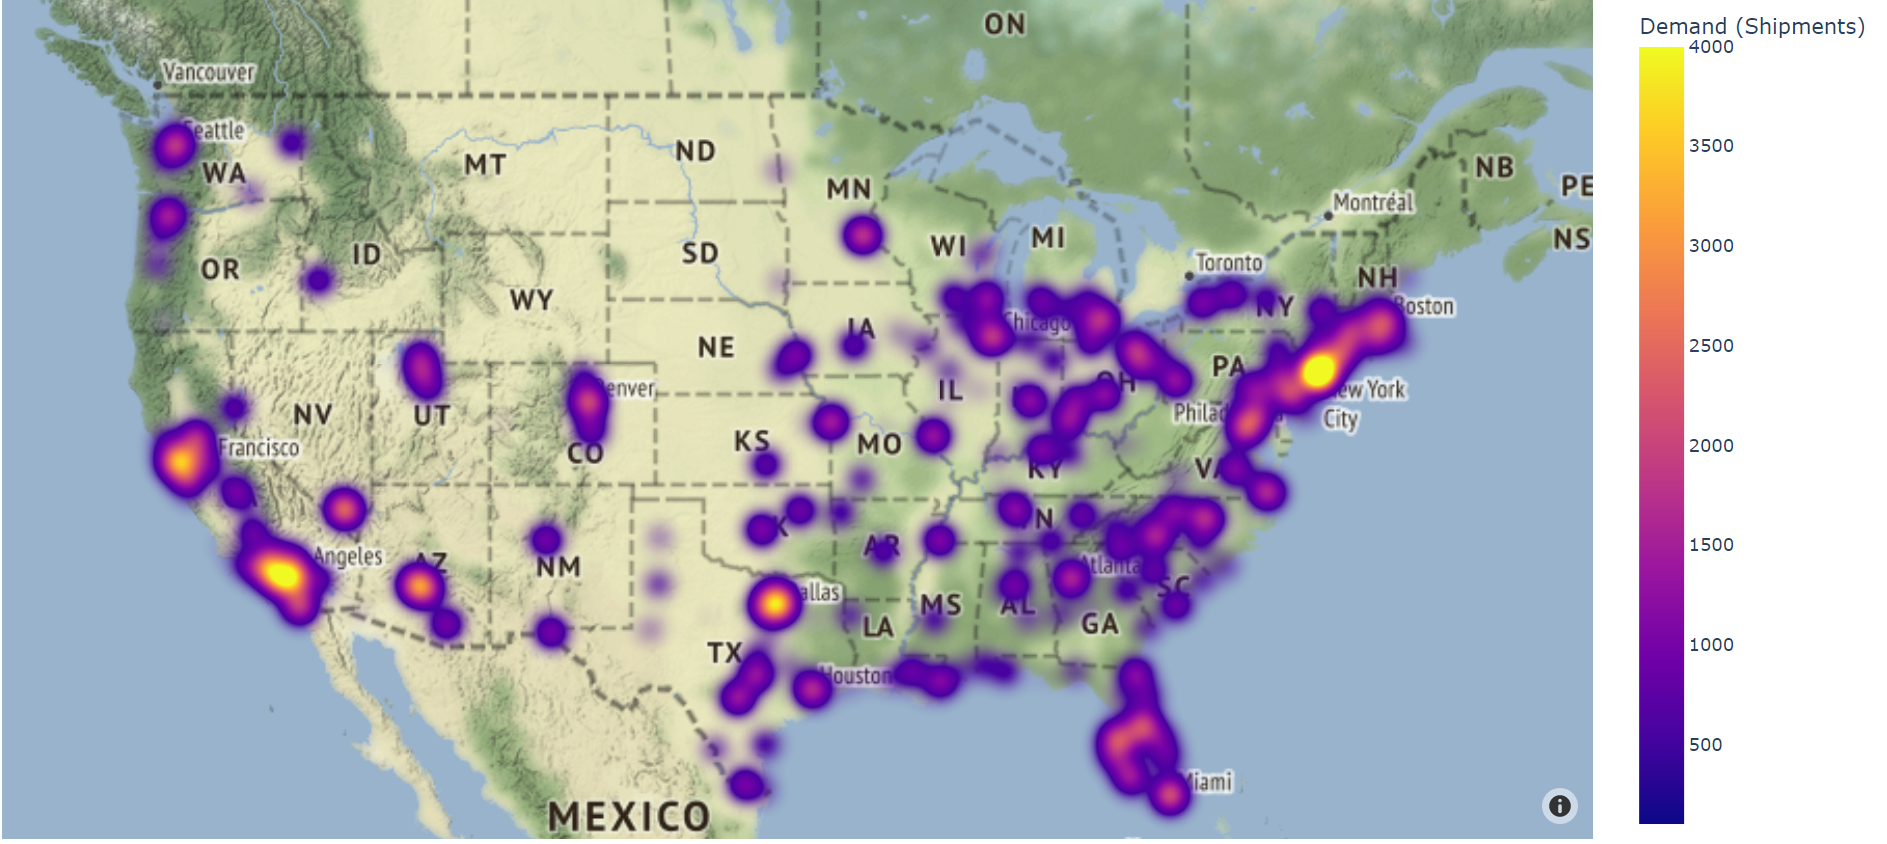 Demand (Shipments)
4000
3500
3000
2500
2000
1500
1000
500
ON
Vancouver
Seattle
WA
MT
ND
MN
NB
PE
Montréal
NS
OR
ID
SD
WI
MI
Toronto
NH
WY
NY
Boston
Chicago
IA
NE
PA
IL
OH
Denver
New York
City
NV
UT
CO
KS
MO
Francisco
KY
VA
Angeles
AZ
NM
TN
AR
Atlanta
SC
Dallas
MS
AL
GA
LA
TX
Houston
Miami
MEXICO